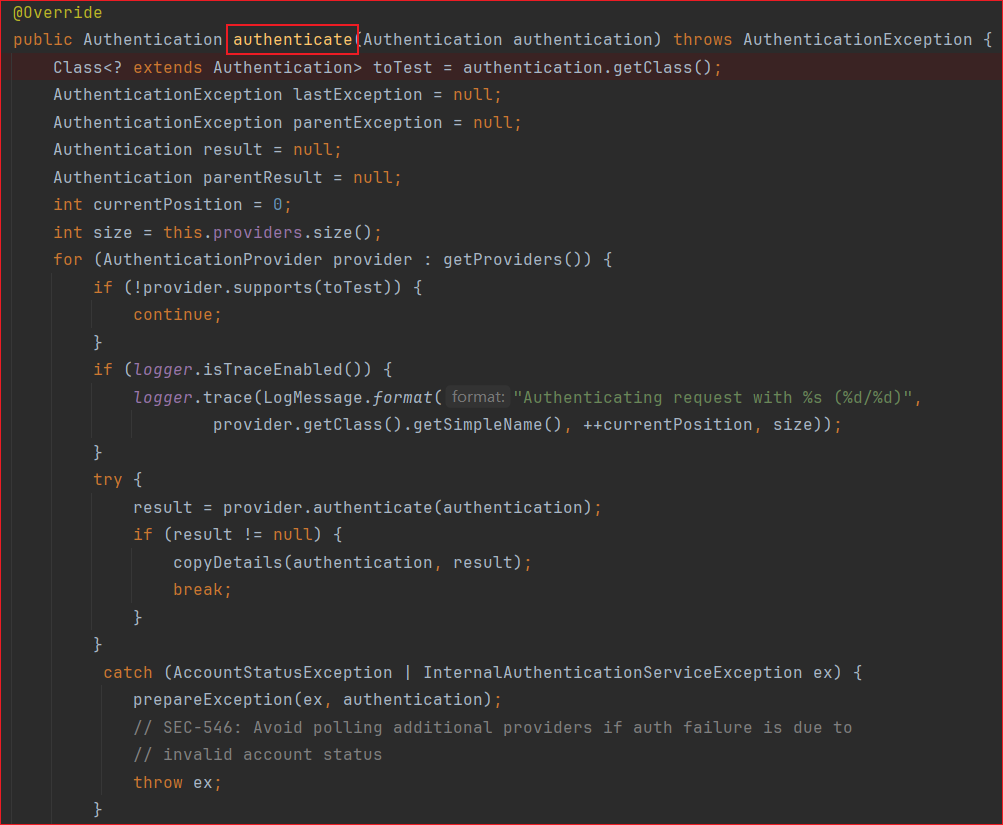 @Override
public Authentication authenticate(Authentication authentication) throws AuthenticationException {
    Class<? extends Authentication> toTest = authentication.getClass();
    AuthenticationException lastException = null;
    AuthenticationException parentException = null;
    Authentication result = null;
    Authentication parentResult = null;
    int currentPosition = 0;
    int size = this.providers.size();
    for (AuthenticationProvider provider : getProviders()) {
        if (!provider.supports(toTest)) {
            continue;
        }
        if (logger.isTraceEnabled()) {
            logger.trace(LogMessage.format( format: "Authenticating request with %s (%d/%d)",
                    provider.getClass().getSimpleName(), ++currentPosition, size));
        }
        try {
            result = provider.authenticate(authentication);
            if (result != null) {
                copyDetails(authentication, result);
                break;
            }
        }
         catch (AccountStatusException | InternalAuthenticationServiceException ex) {
            prepareException(ex, authentication);
            // SEC-546: Avoid polling additional providers if auth failure is due to
            // invalid account status
            throw ex;
        }